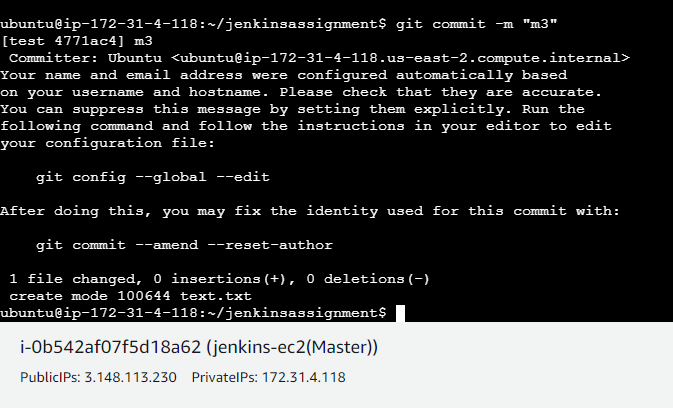 ubuntu@ip-172-31-4-118:~/jenkinsassignment$ git commit -m "m3"
[test 4771ac4] m3
 Committer: Ubuntu <ubuntu@ip-172-31-4-118.us-east-2.compute.internal>
Your name and email address were configured automatically based
on your username and hostname. Please check that they are accurate.
You can suppress this message by setting them explicitly. Run the
following command and follow the instructions in your editor to edit
your configuration file:

    git config --global --edit

After doing this, you may fix the identity used for this commit with:

    git commit --amend --reset-author

 1 file changed, 0 insertions(+), 0 deletions(-)
 create mode 100644 text.txt
ubuntu@ip-172-31-4-118:~/jenkinsassignment$
i-0b542af07f5d18a62 (jenkins-ec2(Master))
PublicIPs: 3.148.113.230 PrivateIPs: 172.31.4.118